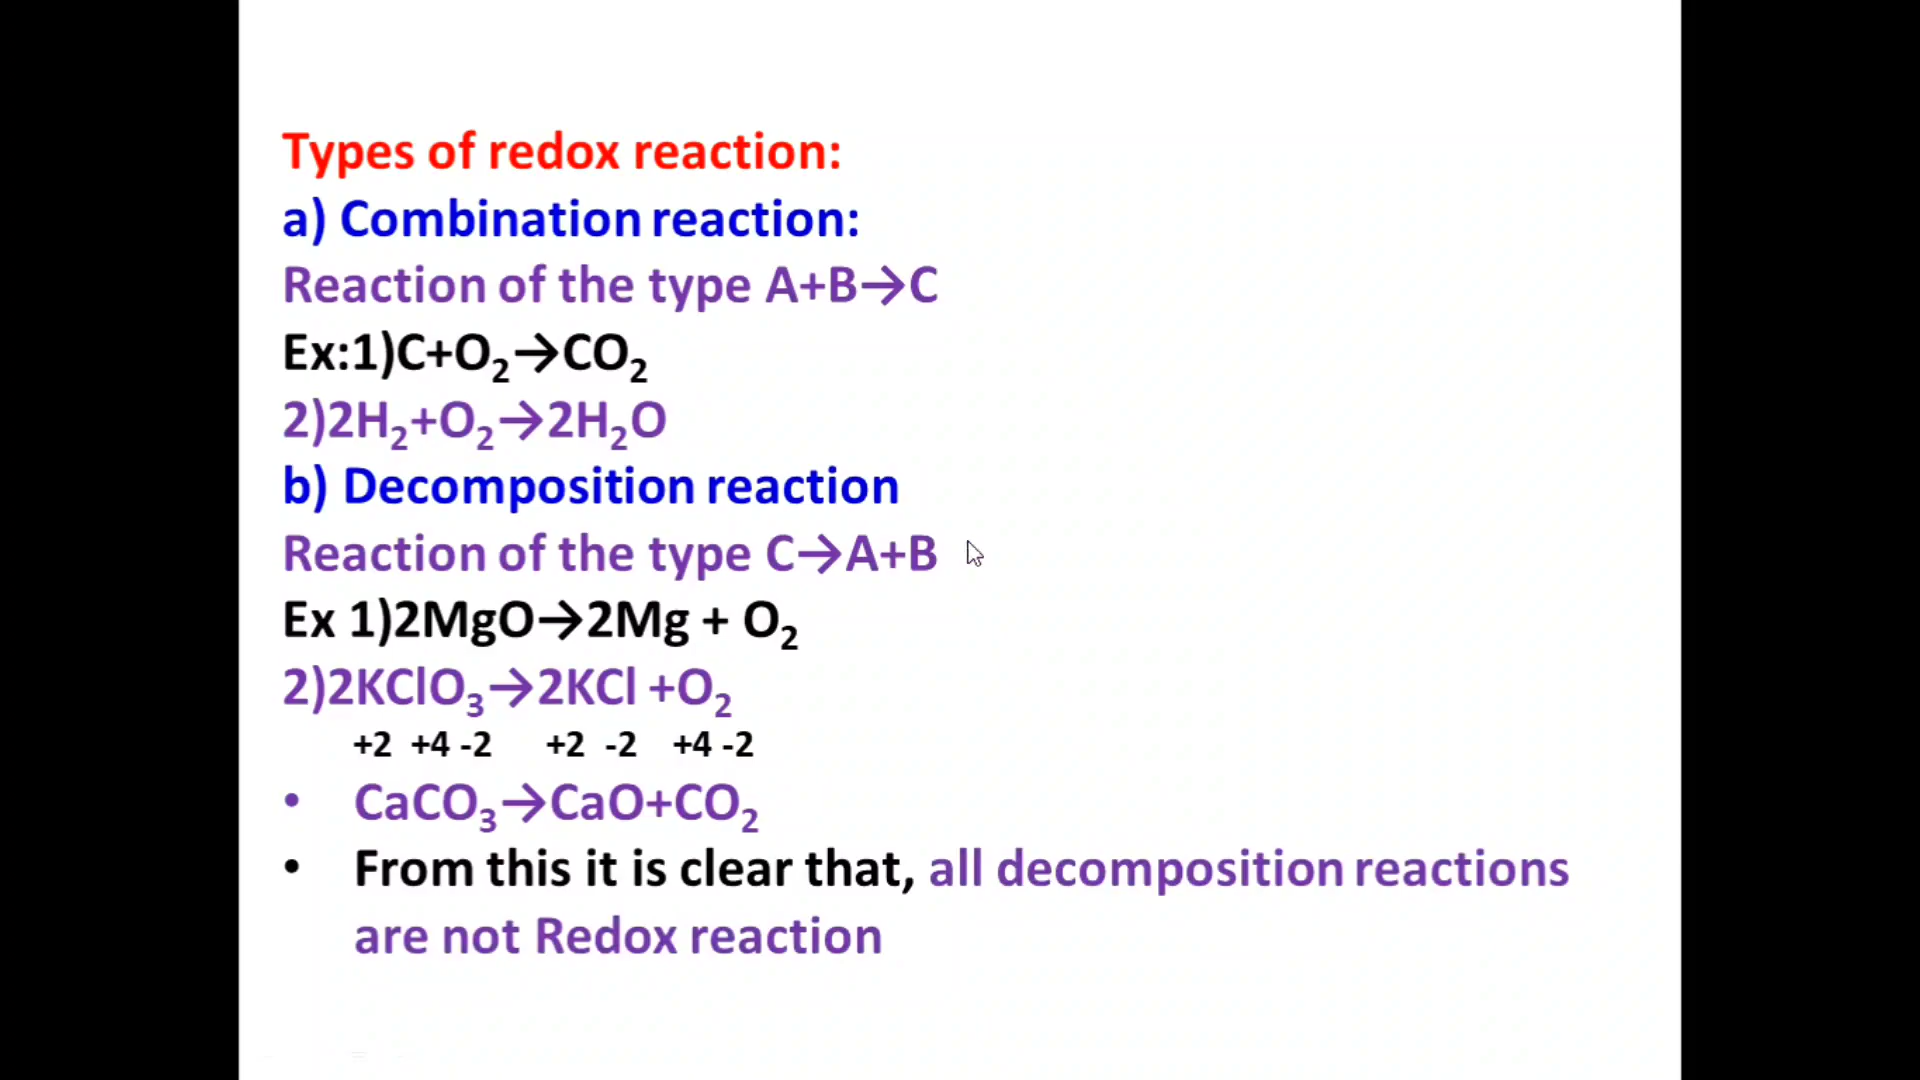 Types of redox reaction:
a) Combination reaction:
Reaction of the type A+B→C
Ex:1)C+O₂→CO₂
2)2H₂+O₂→2H₂O
b) Decomposition reaction
Reaction of the type C→A+B
Ex 1)2MgO→2Mg + O₂
2)2KClO₃→2KCl +O₂
+2 +4 -2 +2 -2 +4 -2
• CaCO₃→CaO+CO₂
• From this it is clear that, all decomposition reactions
are not Redox reaction